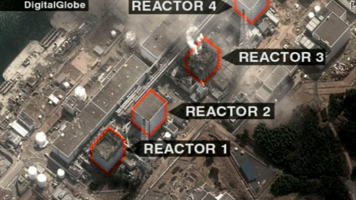 DigitalGlobe
REACTOR 4
REACTOR 3
REACTOR 2
REACTOR 1